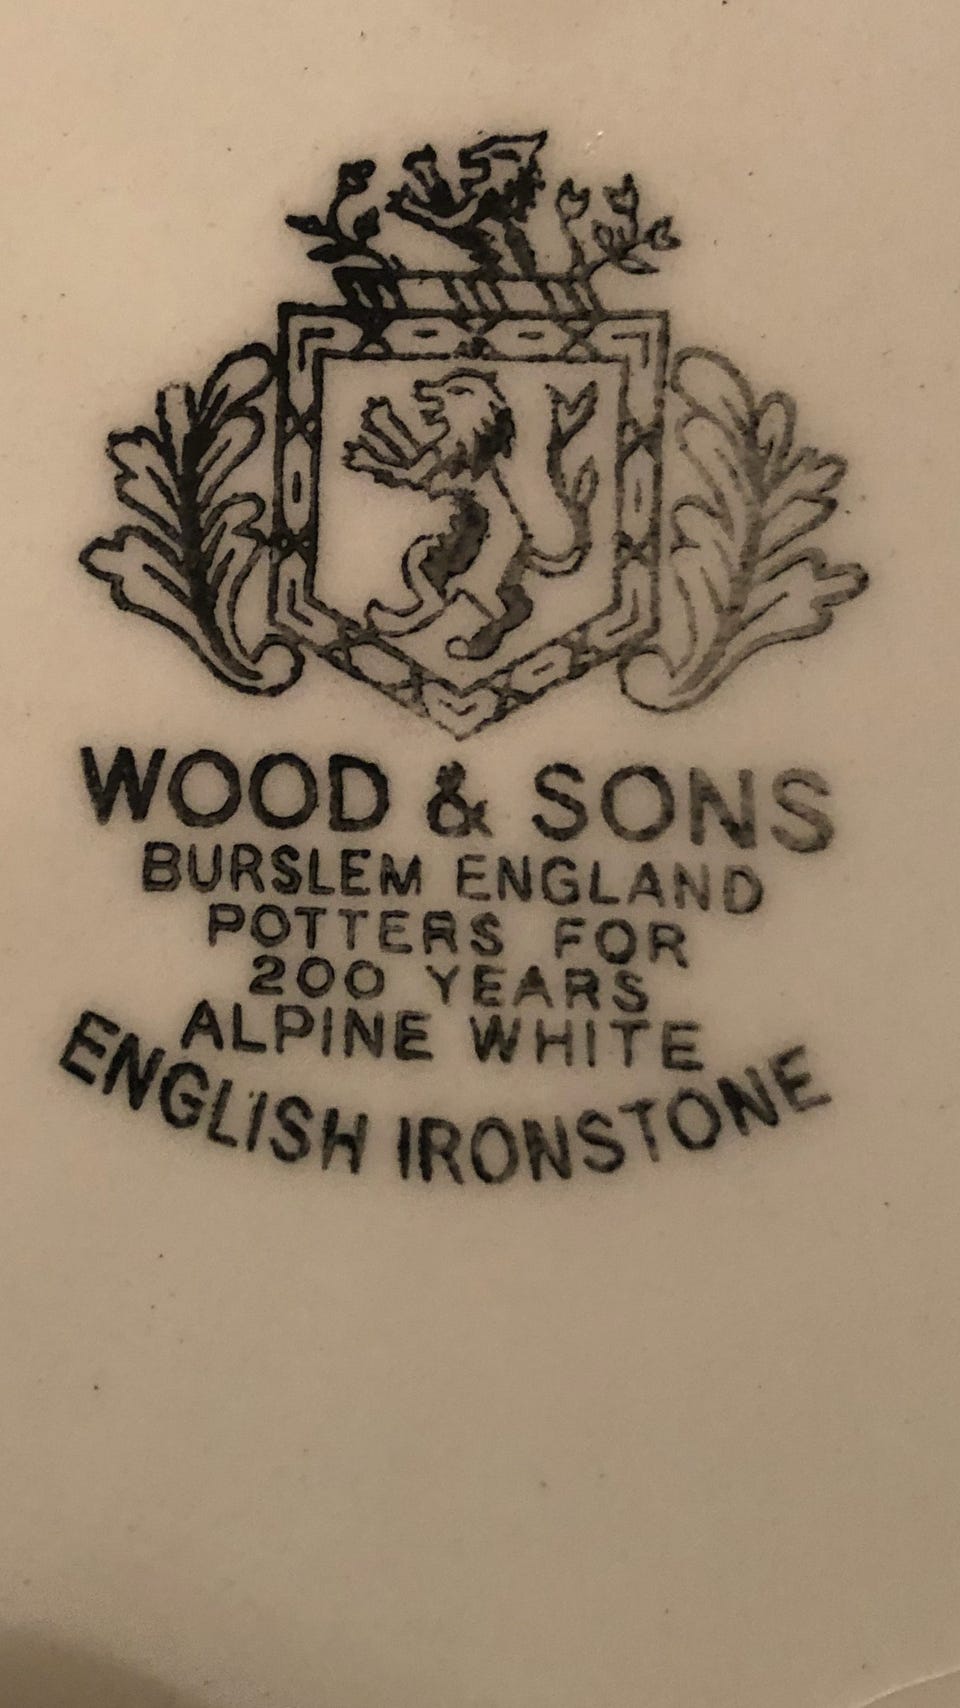 WOOD & SONS
BURSLEM ENGLAND
POTTERS FOR
200 YEARS
ALPINE WHITE
ENGLISH IRONSTONE